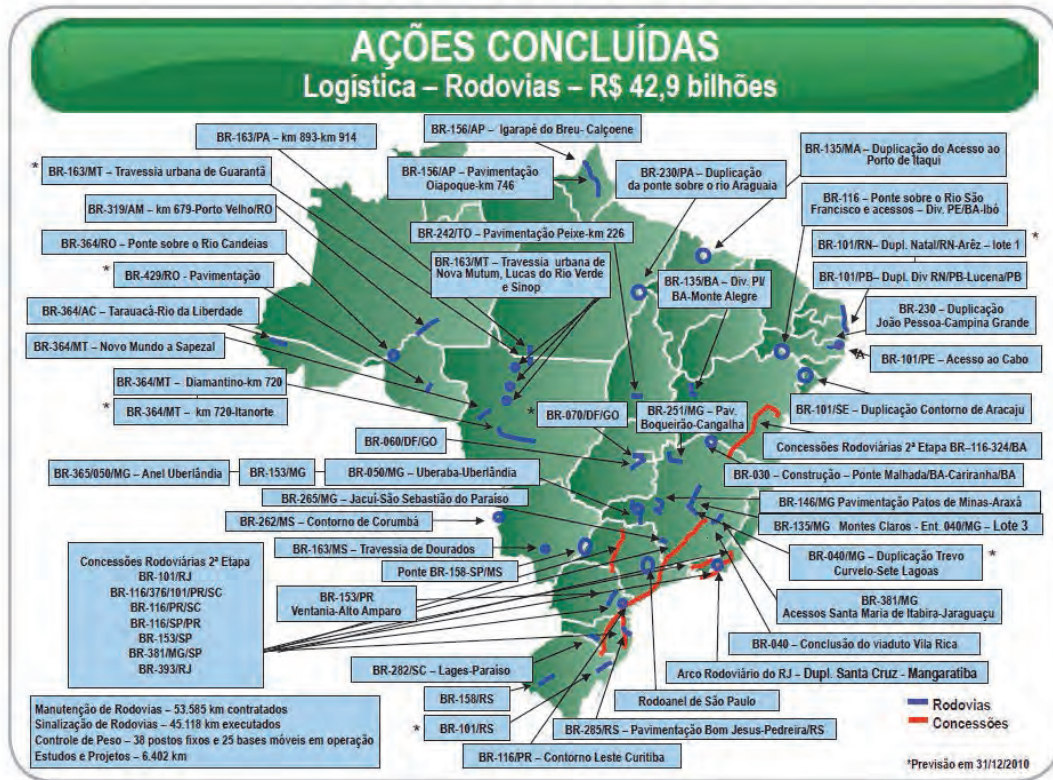 AÇÕES CONCLUÍDAS
Logística – Rodovias – R$ 42,9 bilhões
BR-163/PA – km 893-km 914
* BR-163/MT – Travessia urbana de Guarantã
BR-319/AM – km 679-Porto Velho/RO
BR-364/RO – Ponte sobre o Rio Candeias
* BR-429/RO - Pavimentação
BR-364/AC – Tarauacá-Rio da Liberdade
BR-364/MT – Novo Mundo a Sapezal
BR-364/MT – Diamantino-km 720
* BR-364/MT – km 720-Itanorte
BR-156/AP – Igarapé do Breu- Calçoene
BR-156/AP – Pavimentação
Oiapoque-km 746
BR-230/PA – Duplicação
da ponte sobre o rio Araguaia
BR-242/TO – Pavimentação Peixe-km 226
BR-163/MT – Travessia urbana de
Nova Mutum, Lucas do Rio Verde
e Sinop
BR-135/BA – Div. PI/
BA-Monte Alegre
BR-135/MA – Duplicação do Acesso ao
Porto de Itaqui
BR-116 – Ponte sobre o Rio São
Francisco e acessos – Div. PE/BA-Ibó
BR-101/RN– Dupl. Natal/RN-Arêz – lote 1 *
BR-101/PB– Dupl. Div RN/PB-Lucena/PB
BR-230 – Duplicação
João Pessoa-Campina Grande
BR-101/PE – Acesso ao Cabo
BR-101/SE – Duplicação Contorno de Aracaju
* BR-070/DF/GO
BR-251/MG – Pav.
Boqueirão-Cangalha
BR-060/DF/GO
Concessões Rodoviárias 2ª Etapa BR–116-324/BA
BR-365/050/MG – Anel Uberlândia
BR-153/MG
BR-050/MG – Uberaba-Uberlândia
BR-030 – Construção – Ponte Malhada/BA-Cariranha/BA
BR-265/MG – Jacuí-São Sebastião do Paraíso
BR-146/MG Pavimentação Patos de Minas-Araxá
BR-262/MS – Contorno de Corumbá
BR-135/MG Montes Claros - Ent. 040/MG – Lote 3
BR-163/MS – Travessia de Dourados
BR-040/MG – Duplicação Trevo *
Curvelo-Sete Lagoas
Ponte BR-158-SP/MS
Concessões Rodoviárias 2ª Etapa
BR-101/RJ
BR-116/376/101/PR/SC
BR-116/PR/SC
BR-116/SP/PR
BR-153/SP
BR-381/MG/SP
BR-393/RJ
BR-153/PR
Ventania-Alto Amparo
BR-381/MG
Acessos Santa Maria de Itabira-Jaraguaçu
BR-040 – Conclusão do viaduto Vila Rica
BR-282/SC – Lages-Paraíso
Arco Rodoviário do RJ – Dupl. Santa Cruz - Mangaratiba
BR-158/RS
Rodoanel de São Paulo
* BR-101/RS
BR-285/RS – Pavimentação Bom Jesus-Pedreira/RS
BR-116/PR – Contorno Leste Curitiba
Manutenção de Rodovias – 53.585 km contratados
Sinalização de Rodovias – 45.118 km executados
Controle de Peso – 38 postos fixos e 25 bases móveis em operação
Estudos e Projetos – 6.402 km
Rodovias
Concessões
*Previsão em 31/12/2010